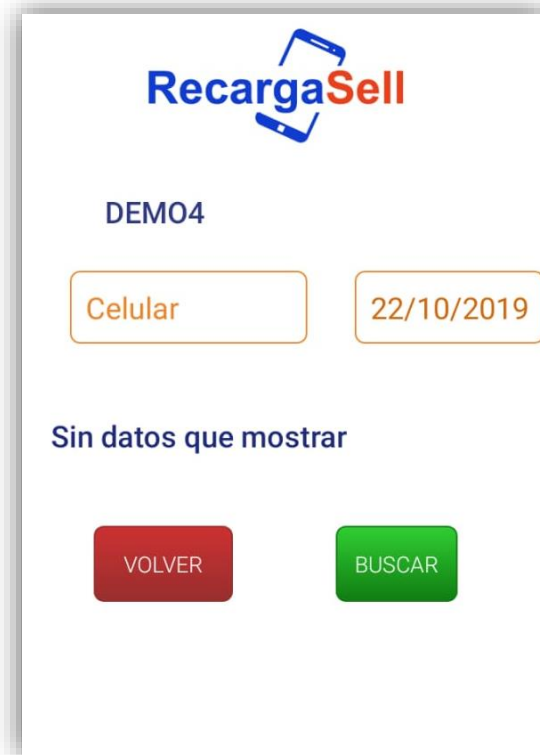 RecargaSell
DEMO4
Celular 22/10/2019
Sin datos que mostrar
VOLVER BUSCAR